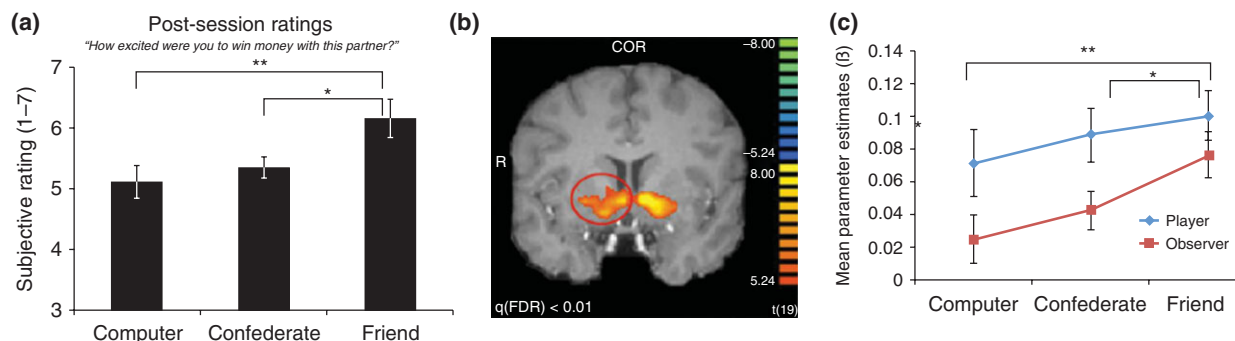 (a)
Post-session ratings
“How excited were you to win money with this partner?”
Subjective rating (1–7)
7
6
5
4
3
**
*
Computer
Confederate
Friend
(b)
COR
R
–8.00
–5.24
8.00
5.24
q(FDR) < 0.01
t(19)
(c)
Mean parameter estimates (ß)
0.14
0.12
0.1
0.08
0.06
0.04
0.02
0
*
**
*
Player
Observer
Computer
Confederate
Friend